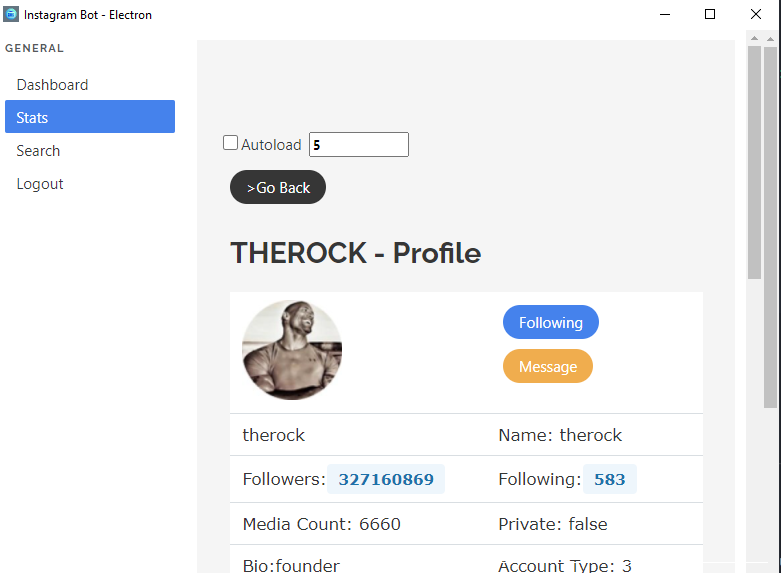 Instagram Bot - Electron
GENERAL
Dashboard
Stats
Search
Logout
Autoload 5
>Go Back
THEROCK - Profile
Following
Message
therock Name: therock
Followers: 327160869 Following: 583
Media Count: 6660 Private: false
Bio:founder Account Type: 3